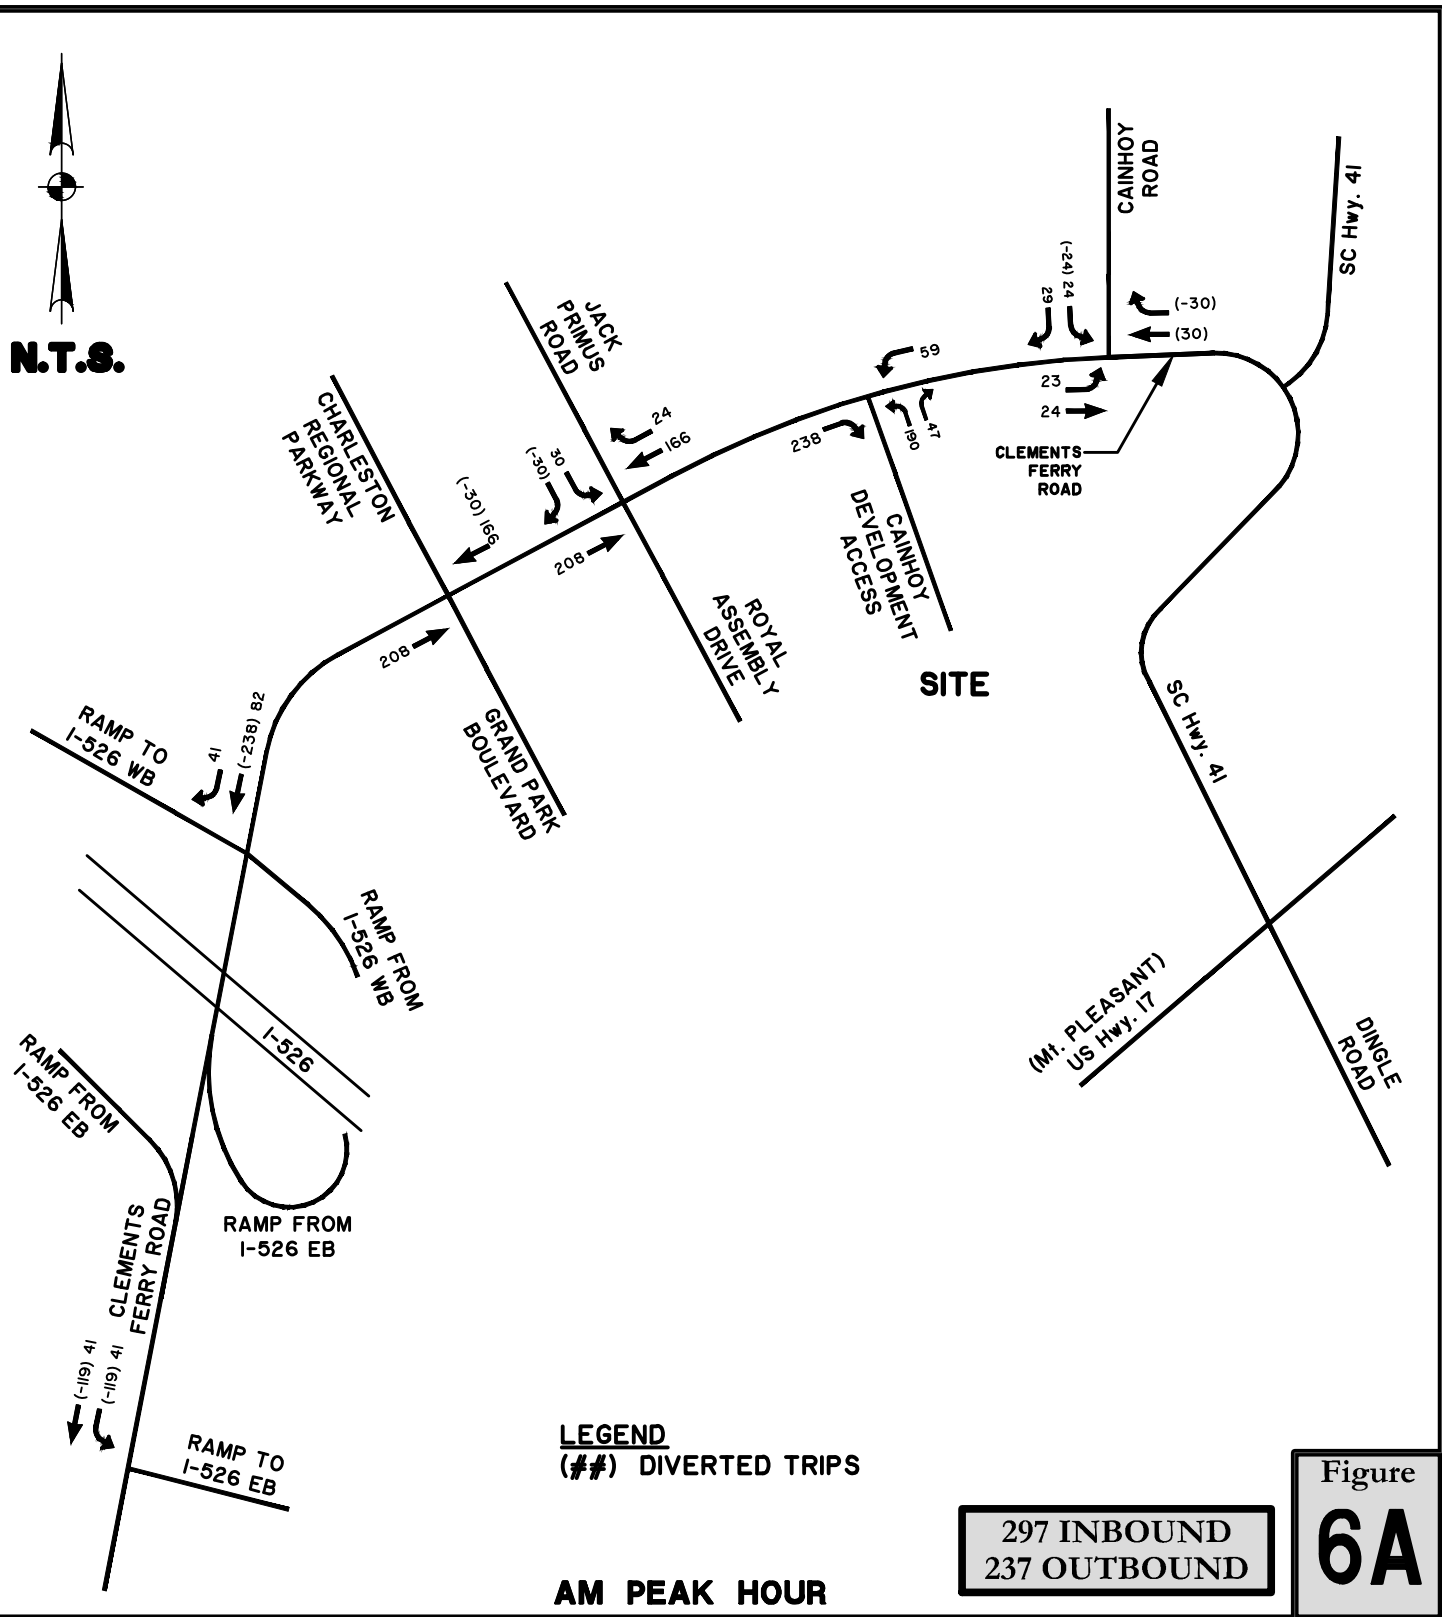 N.T.S.
CAINHOY
ROAD
SC Hwy. 41
(-24) 24
29
(-30)
(30)
23
24
CLEMENTS
FERRY
ROAD
59
238
190
47
CAINHOY
DEVELOPMENT
ACCESS
SITE
JACK
PRIMUS
ROAD
24
166
30
(-30)
208
ROYAL
ASSEMBLY
DRIVE
CHARLESTON
REGIONAL
PARKWAY
(-30) 166
208
GRAND PARK
BOULEVARD
RAMP TO
I-526 WB
41
(-238) 82
RAMP FROM
I-526 WB
I-526
RAMP FROM
I-526 EB
RAMP FROM
I-526 EB
CLEMENTS
FERRY ROAD
(-119) 41
(-119) 41
RAMP TO
I-526 EB
SC Hwy. 41
(Mt. PLEASANT)
US Hwy. 17
DINGLE
ROAD
LEGEND
(##) DIVERTED TRIPS
297 INBOUND
237 OUTBOUND
AM PEAK HOUR
Figure
6A